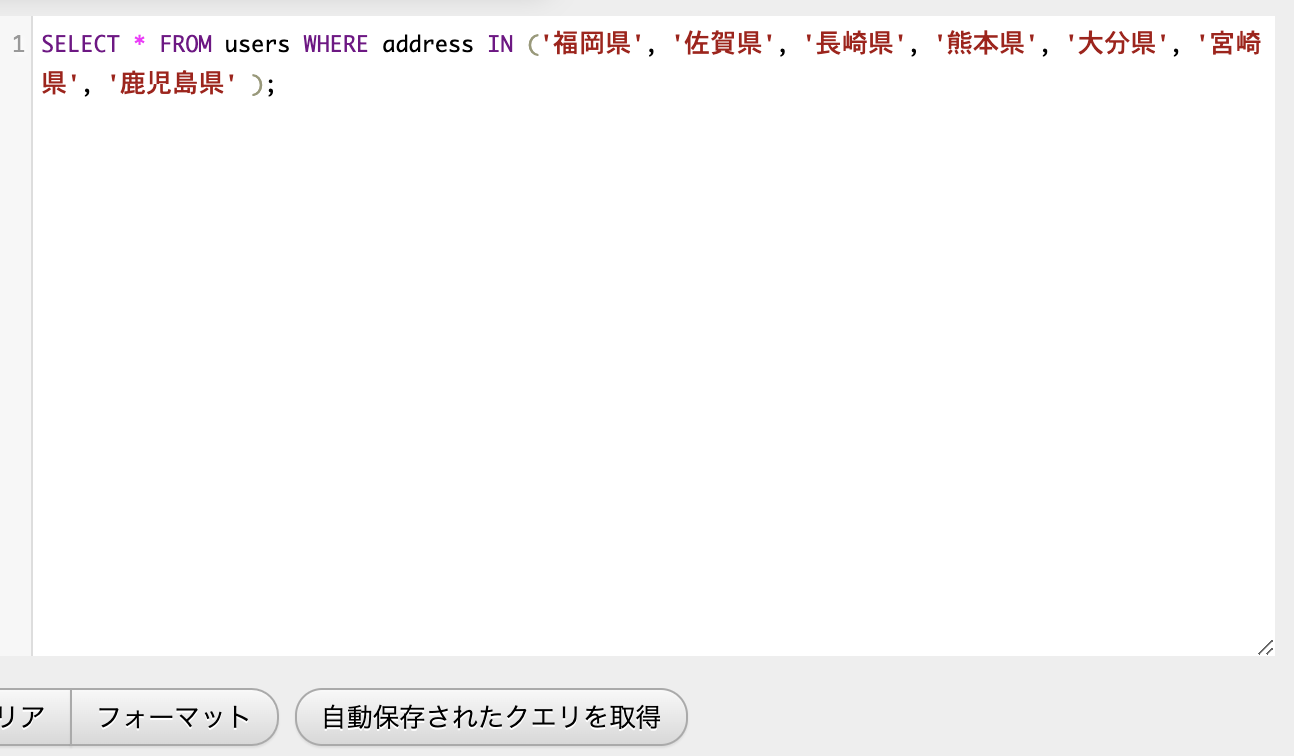 1 SELECT * FROM users WHERE address IN ('福岡県', '佐賀県', '長崎県', '熊本県', '大分県', '宮崎
県', '鹿児島県' );
リア フォーマット 自動保存されたクエリを取得